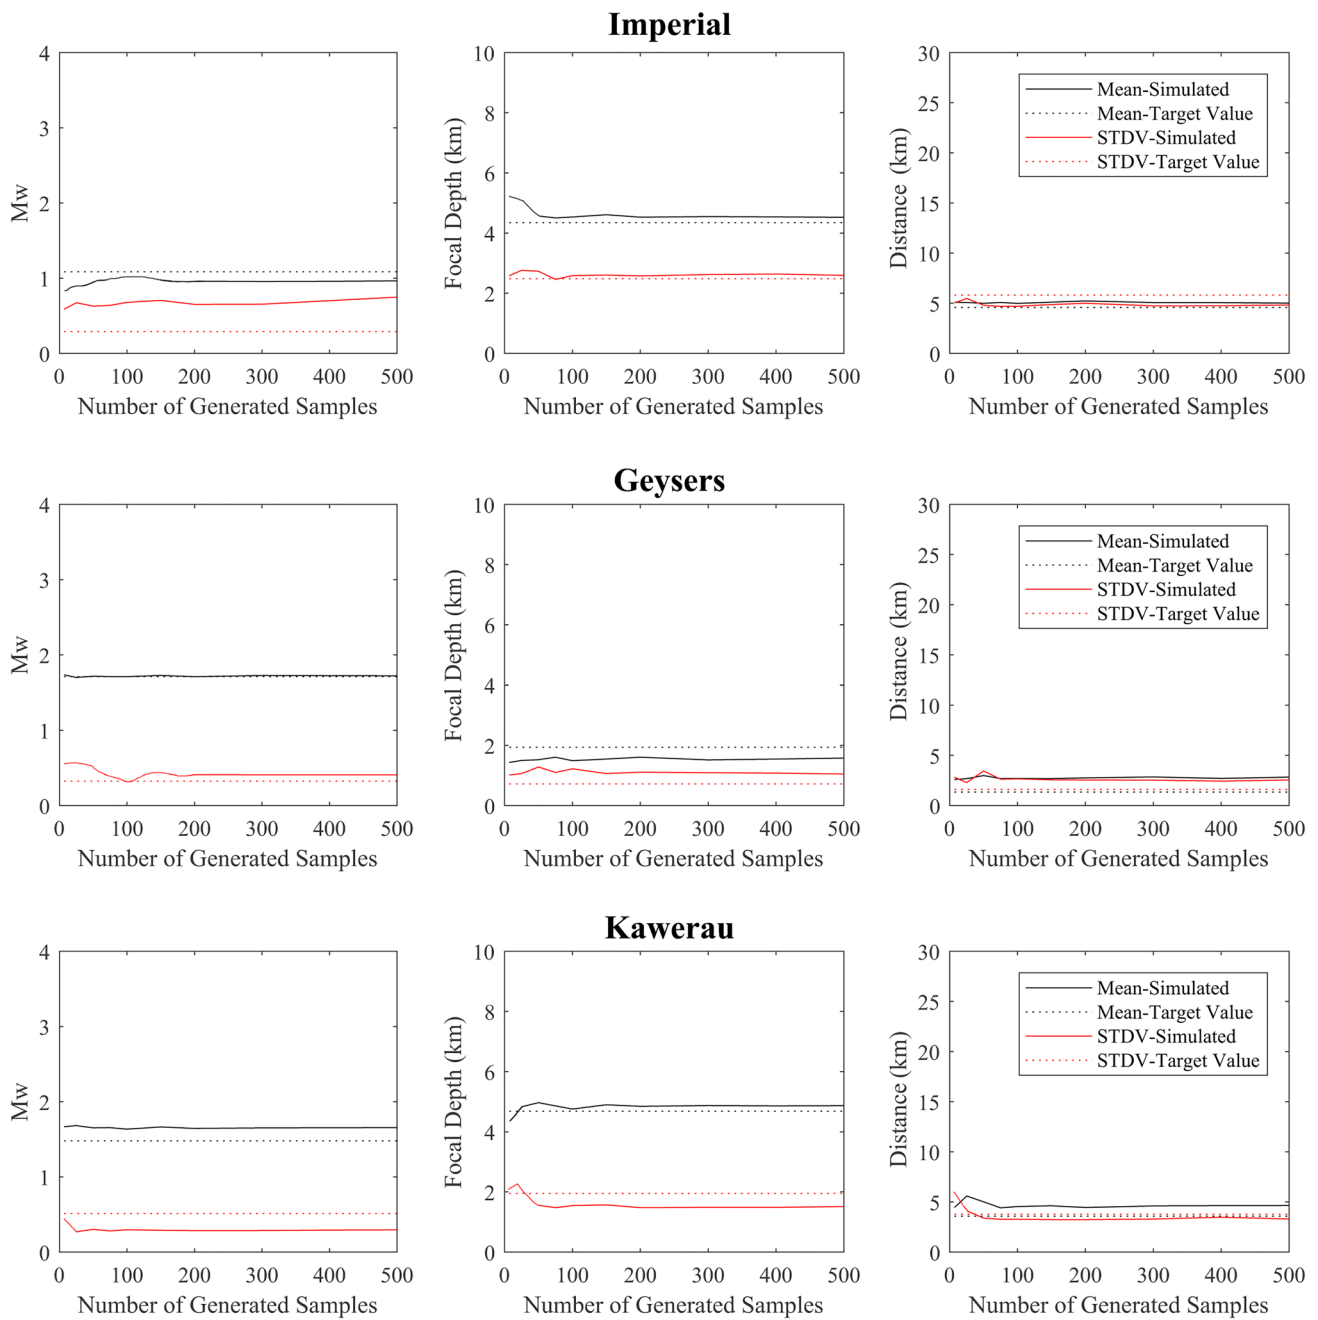 Imperial
4
3
2
1
0
Mw
0 100 200 300 400 500
Number of Generated Samples
10
8
6
4
2
0
Focal Depth (km)
0 100 200 300 400 500
Number of Generated Samples
30
25
20
15
10
5
0
Distance (km)
Mean-Simulated
Mean-Target Value
STDV-Simulated
STDV-Target Value
0 100 200 300 400 500
Number of Generated Samples
Geysers
4
3
2
1
0
Mw
0 100 200 300 400 500
Number of Generated Samples
10
8
6
4
2
0
Focal Depth (km)
0 100 200 300 400 500
Number of Generated Samples
30
25
20
15
10
5
0
Distance (km)
Mean-Simulated
Mean-Target Value
STDV-Simulated
STDV-Target Value
0 100 200 300 400 500
Number of Generated Samples
Kawerau
4
3
2
1
0
Mw
0 100 200 300 400 500
Number of Generated Samples
10
8
6
4
2
0
Focal Depth (km)
0 100 200 300 400 500
Number of Generated Samples
30
25
20
15
10
5
0
Distance (km)
Mean-Simulated
Mean-Target Value
STDV-Simulated
STDV-Target Value
0 100 200 300 400 500
Number of Generated Samples